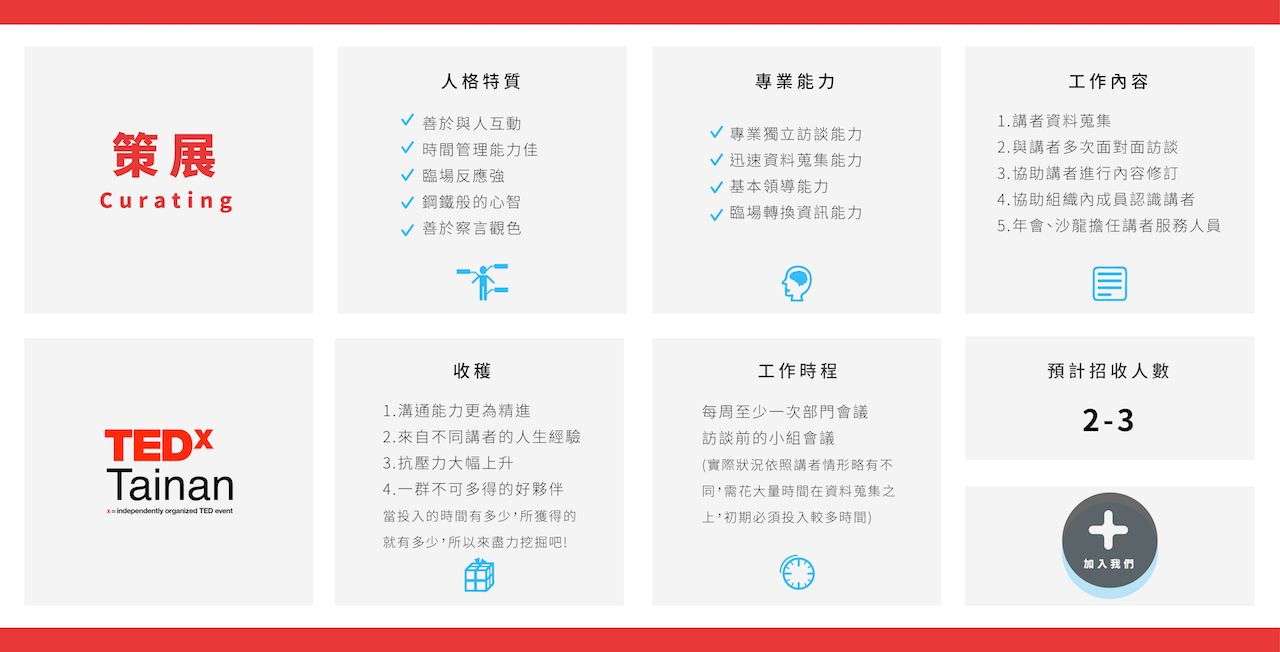 策展
Curating
人格特質
善於與人互動
時間管理能力佳
臨場反應強
鋼鐵般的心智
善於察言觀色
專業能力
專業獨立訪談能力
迅速資料蒐集能力
基本領導能力
臨場轉換資訊能力
工作內容
1.講者資料蒐集
2.與講者多次面對面訪談
3.協助講者進行內容修訂
4.協助組織內成員認識講者
5.年會、沙龍擔任講者服務人員
TEDx
Tainan
x = independently organized TED event
收穫
1.溝通能力更為精進
2.來自不同講者的人生經驗
3.抗壓力大幅上升
4.一群不可多得的好夥伴
當投入的時間有多少，所獲得的
就有多少，所以來盡力挖掘吧!
工作時程
每周至少一次部門會議
訪談前的小組會議
(實際狀況依照講者情形略有不
同，需花大量時間在資料蒐集之
上，初期必須投入較多時間)
預計招收人數
2-3
加入我們